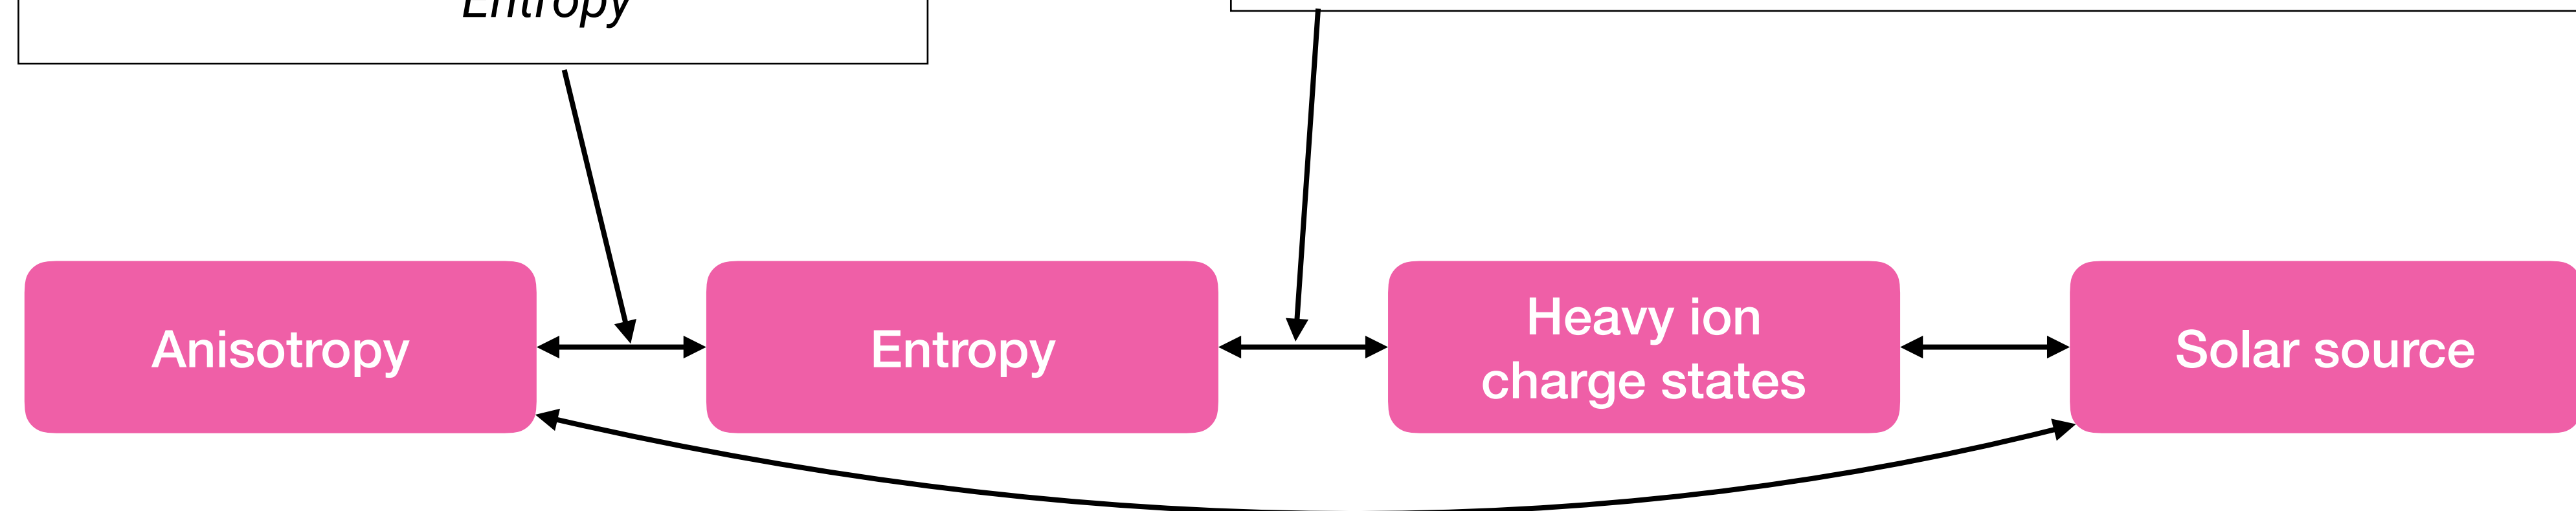 Entropy
Anisotropy
Entropy
Heavy ion
charge states
Solar source